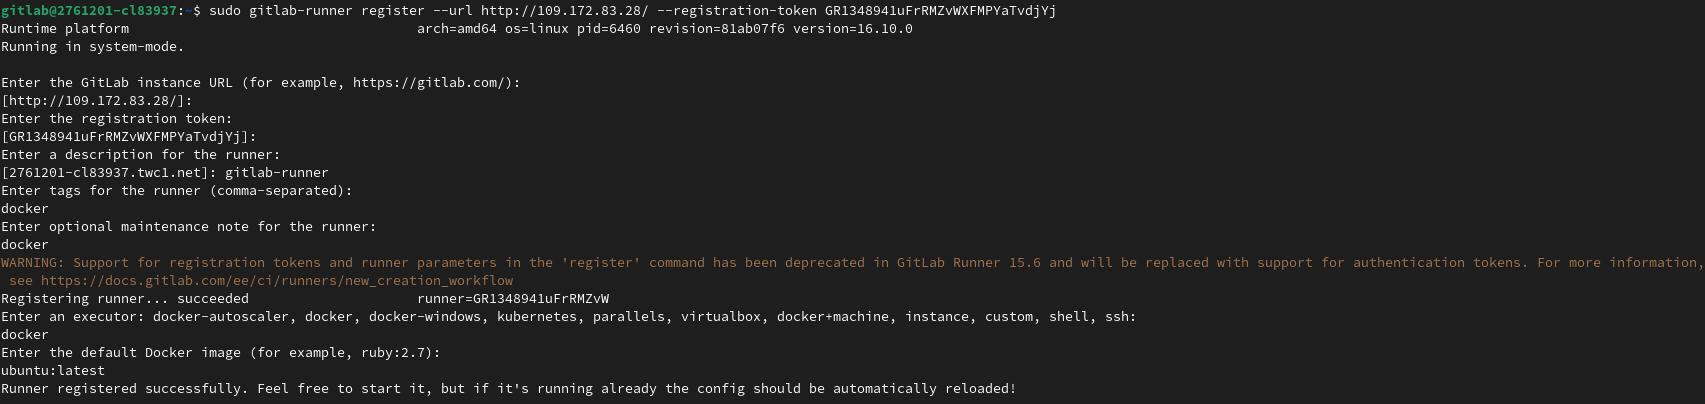 gitlab@2761201-cl83937:~$ sudo gitlab-runner register --url http://109.172.83.28/ --registration-token GR1348941uFrRMZvWXFMPYaTvdjYj
Runtime platform                                    arch=amd64 os=linux pid=6460 revision=81ab07f6 version=16.10.0
Running in system-mode.
Enter the GitLab instance URL (for example, https://gitlab.com/):
[http://109.172.83.28/]:
Enter the registration token:
[GR1348941uFrRMZvWXFMPYaTvdjYj]:
Enter a description for the runner:
[2761201-cl83937.twc1.net]: gitlab-runner
Enter tags for the runner (comma-separated):
docker
Enter optional maintenance note for the runner:
docker
WARNING: Support for registration tokens and runner parameters in the 'register' command has been deprecated in GitLab Runner 15.6 and will be replaced with support for authentication tokens. For more information,
see https://docs.gitlab.com/ee/ci/runners/new_creation_workflow
Registering runner... succeeded                     runner=GR1348941uFrRMZvW
Enter an executor: docker-autoscaler, docker, docker-windows, kubernetes, parallels, virtualbox, docker+machine, instance, custom, shell, ssh:
docker
Enter the default Docker image (for example, ruby:2.7):
ubuntu:latest
Runner registered successfully. Feel free to start it, but if it's running already the config should be automatically reloaded!